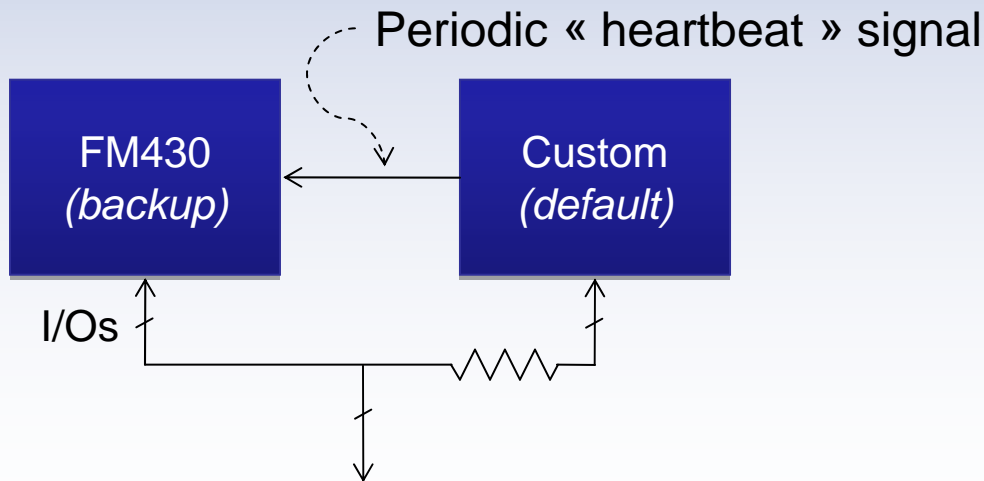 Periodic « heartbeat » signal
FM430
(backup)
Custom
(default)
I/Os